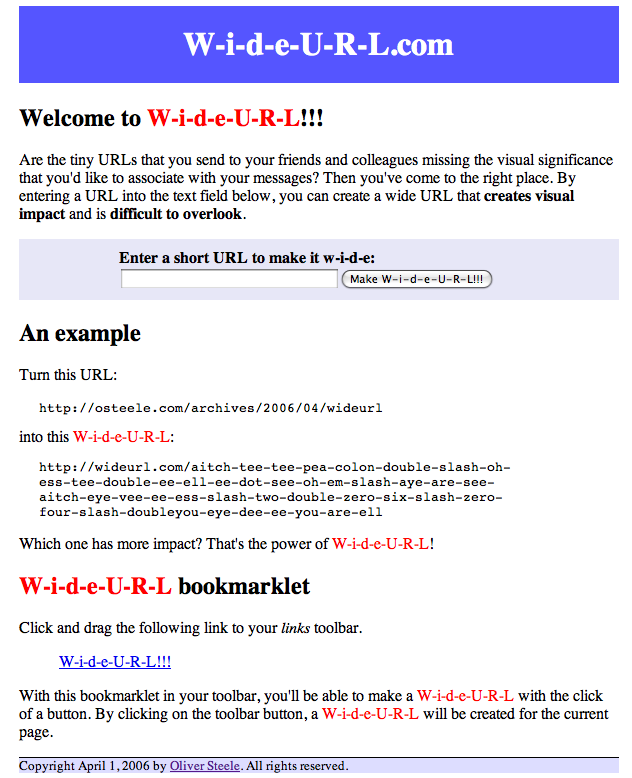 W-i-d-e-U-R-L.com
Welcome to W-i-d-e-U-R-L!!!
Are the tiny URLs that you send to your friends and colleagues missing the visual significance
that you'd like to associate with your messages? Then you've come to the right place. By
entering a URL into the text field below, you can create a wide URL that creates visual
impact and is difficult to overlook.
Enter a short URL to make it w-i-d-e:
Make W-i-d-e-U-R-L!!!
An example
Turn this URL:
http://osteele.com/archives/2006/04/wideurl
into this W-i-d-e-U-R-L:
http://wideurl.com/aitch-tee-tee-pea-colon-double-slash-oh-
ess-tee-double-ee-ell-ee-dot-see-oh-em-slash-aye-are-see-
aitch-eye-vee-ee-ess-slash-two-double-zero-six-slash-zero-
four-slash-doubleyou-eye-dee-ee-you-are-ell
Which one has more impact? That's the power of W-i-d-e-U-R-L!
W-i-d-e-U-R-L bookmarklet
Click and drag the following link to your links toolbar.
W-i-d-e-U-R-L!!!
With this bookmarklet in your toolbar, you'll be able to make a W-i-d-e-U-R-L with the click
of a button. By clicking on the toolbar button, a W-i-d-e-U-R-L will be created for the current
page.
Copyright April 1, 2006 by Oliver Steele. All rights reserved.